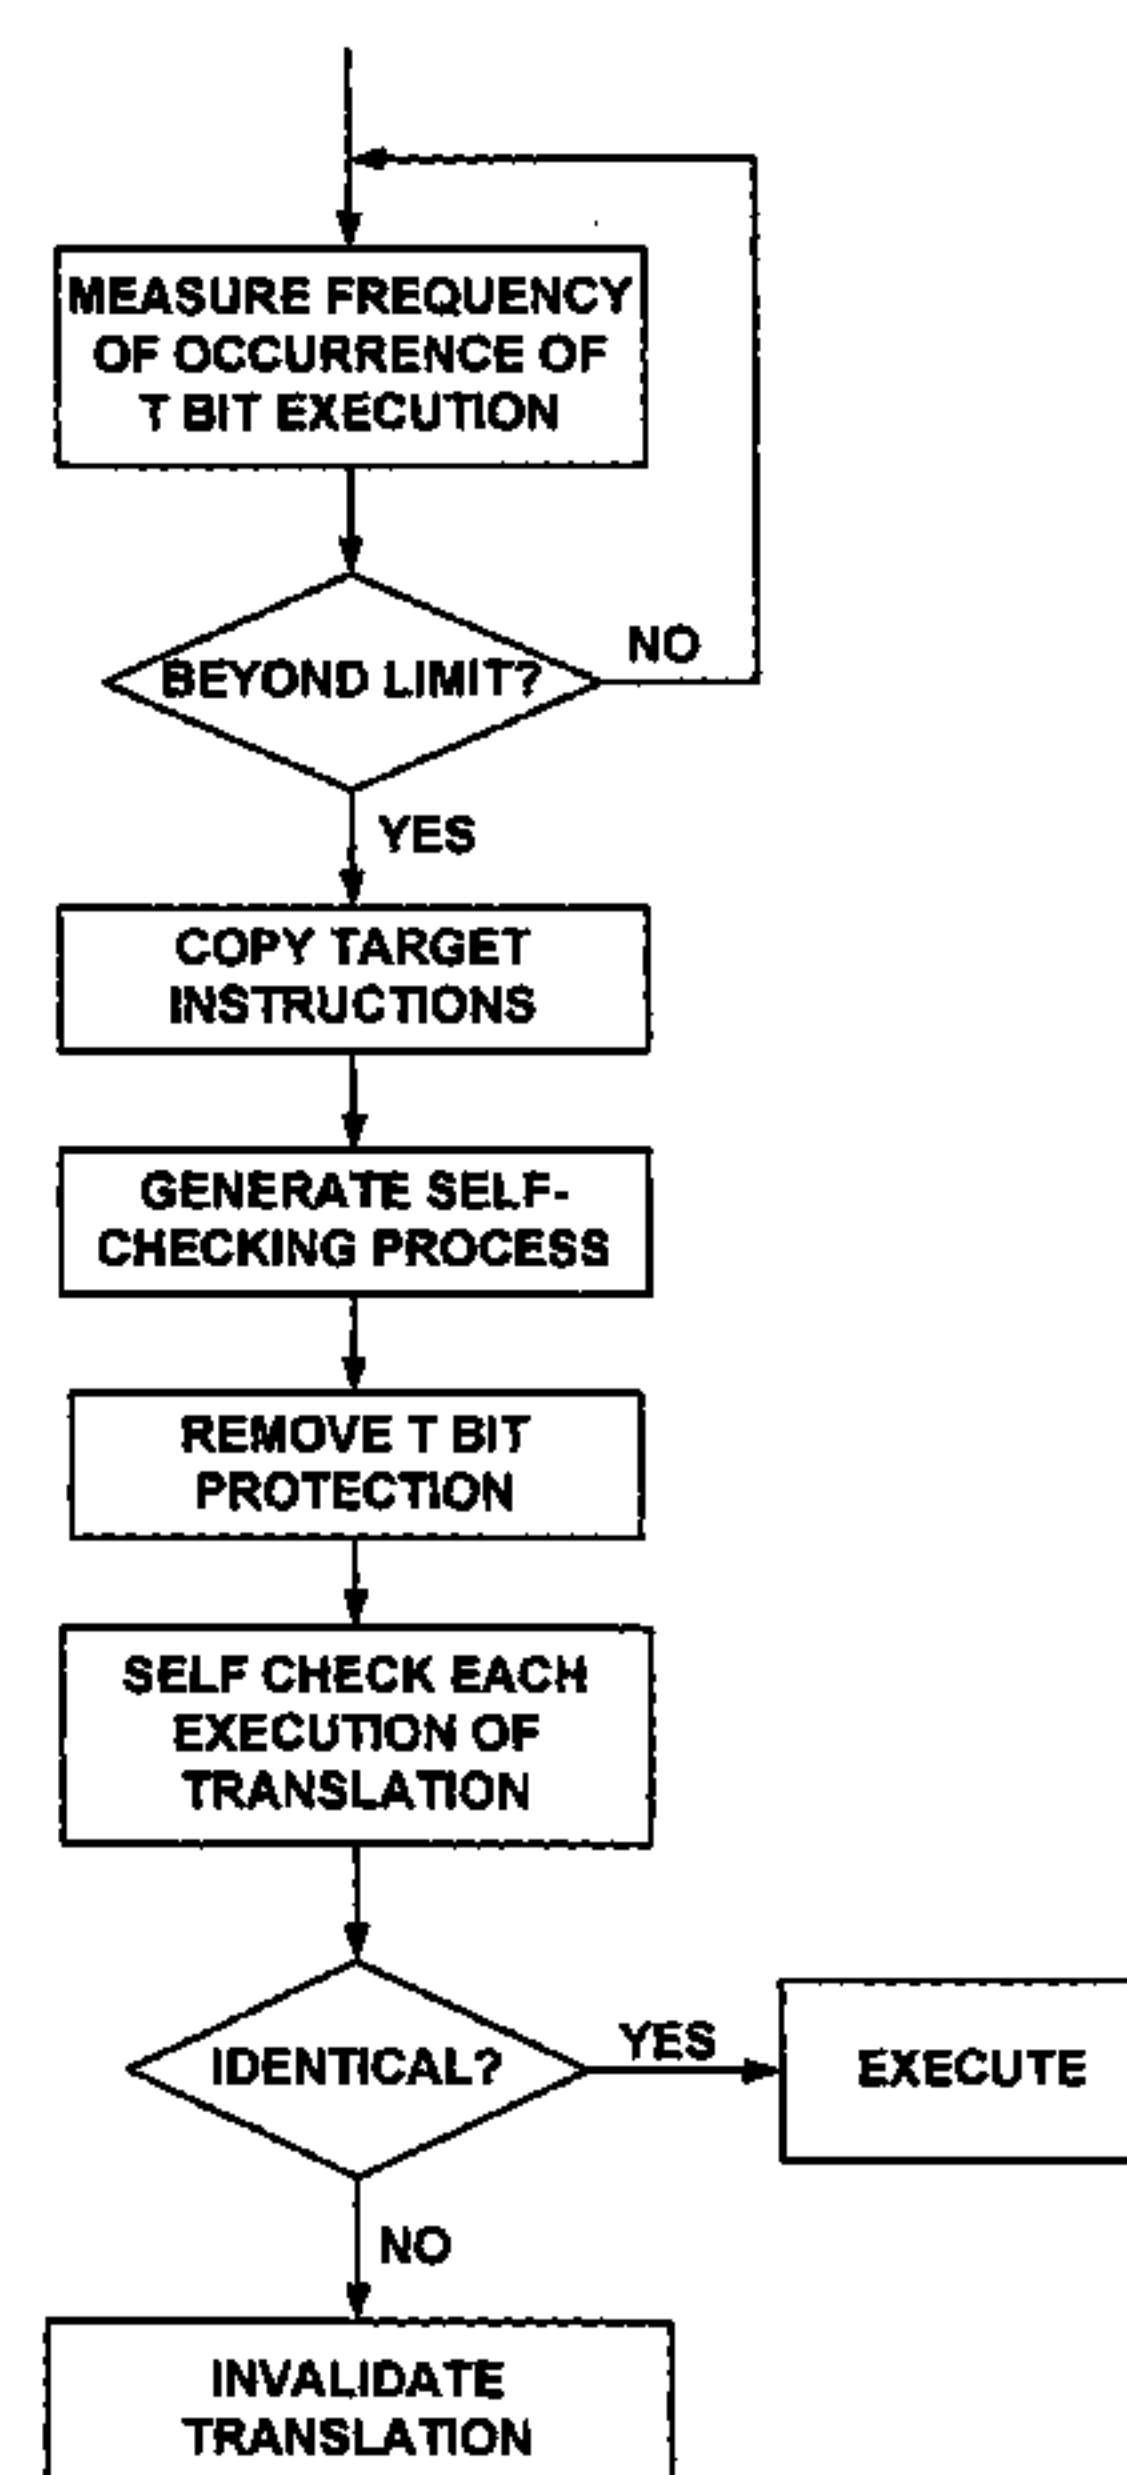 MEASURE FREQUENCY
OF OCCURRENCE OF
T BIT EXECUTION
BEYOND LIMIT?
NO
YES
COPY TARGET
INSTRUCTIONS
GENERATE SELF-
CHECKING PROCESS
REMOVE T BIT
PROTECTION
SELF CHECK EACH
EXECUTION OF
TRANSLATION
IDENTICAL?
YES
EXECUTE
NO
INVALIDATE
TRANSLATION